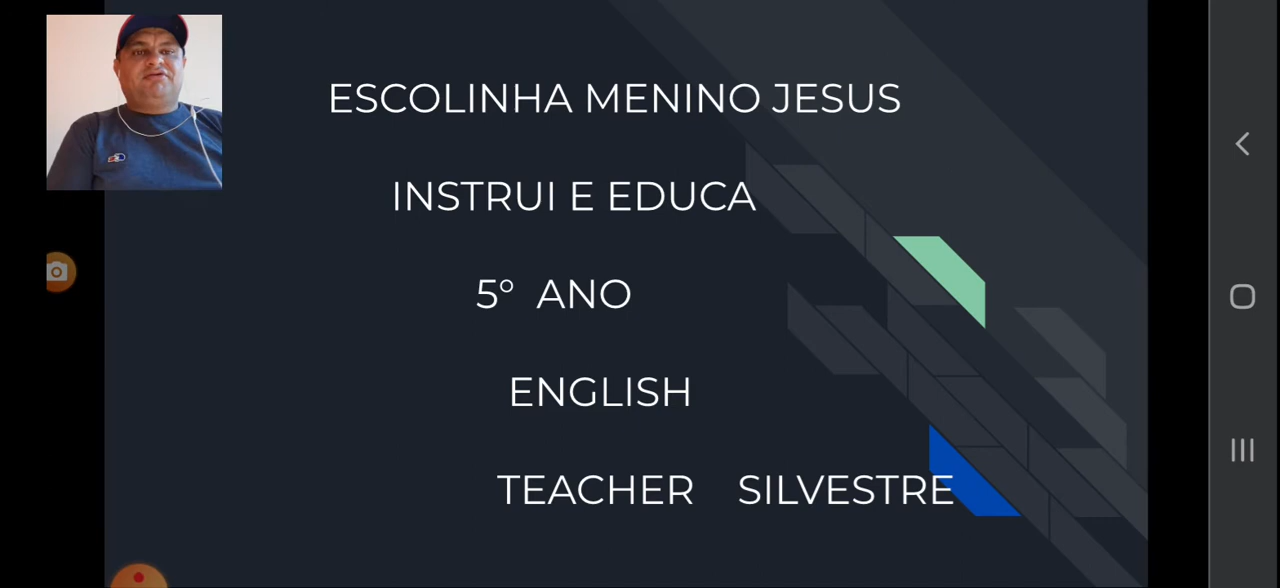 ESCOLINHA MENINO JESUS
INSTRUI E EDUCA
5º ANO
ENGLISH
TEACHER SILVESTRE